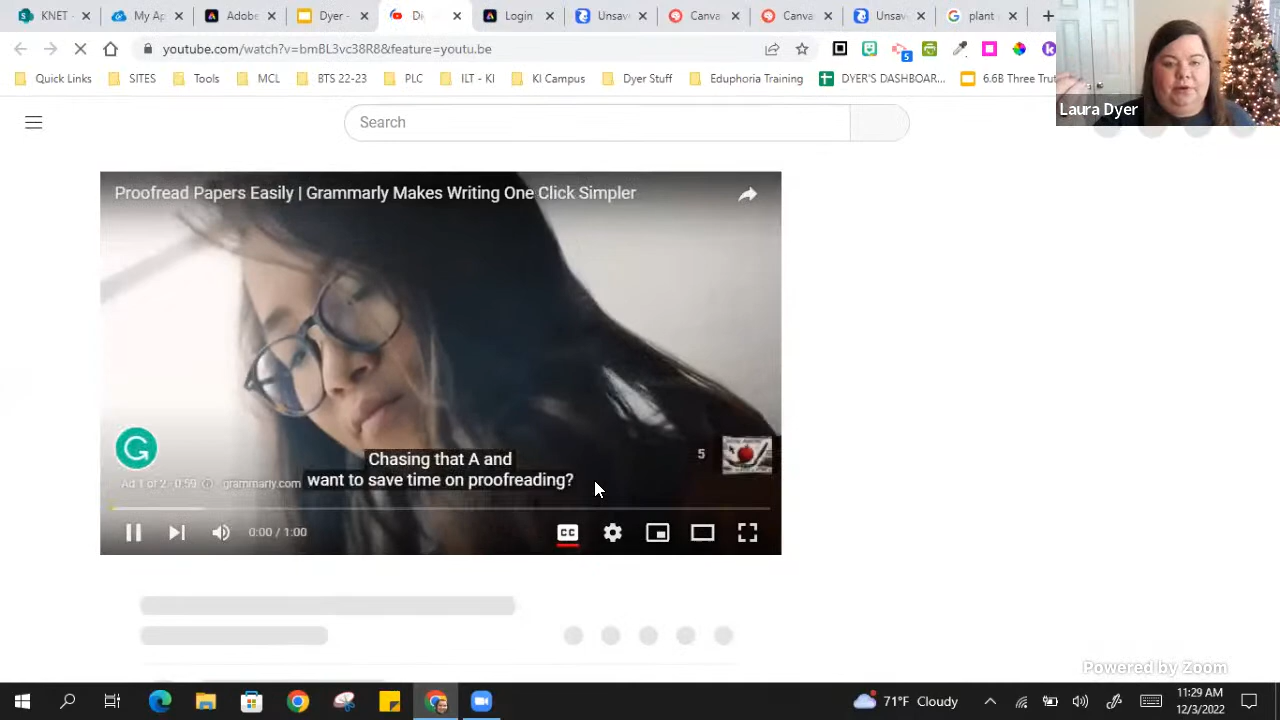 KNET -
My Pref
Adobe
Dyer -
Di
Login
Unsav
Canva
Canva
Unsav
plant
youtube.com/watch?v=bmBL3vc38R8&feature=youtu.be
5
Quick Links
SITES
Tools
MCL
BTS 22-23
PLC
ILT - KI
KI Campus
Dyer Stuff
Eduphoria Training
DYER'S DASHBOAR...
6.6B Three Trut
Laura Dyer
Search
Proofread Papers Easily | Grammarly Makes Writing One Click Simpler
Chasing that A and
want to save time on proofreading?
5
Ad 1 of 2 · 0:59
grammarly.com
0:00 / 1:00
CC
Powered by Zoom
71°F Cloudy
11:29 AM
12/3/2022